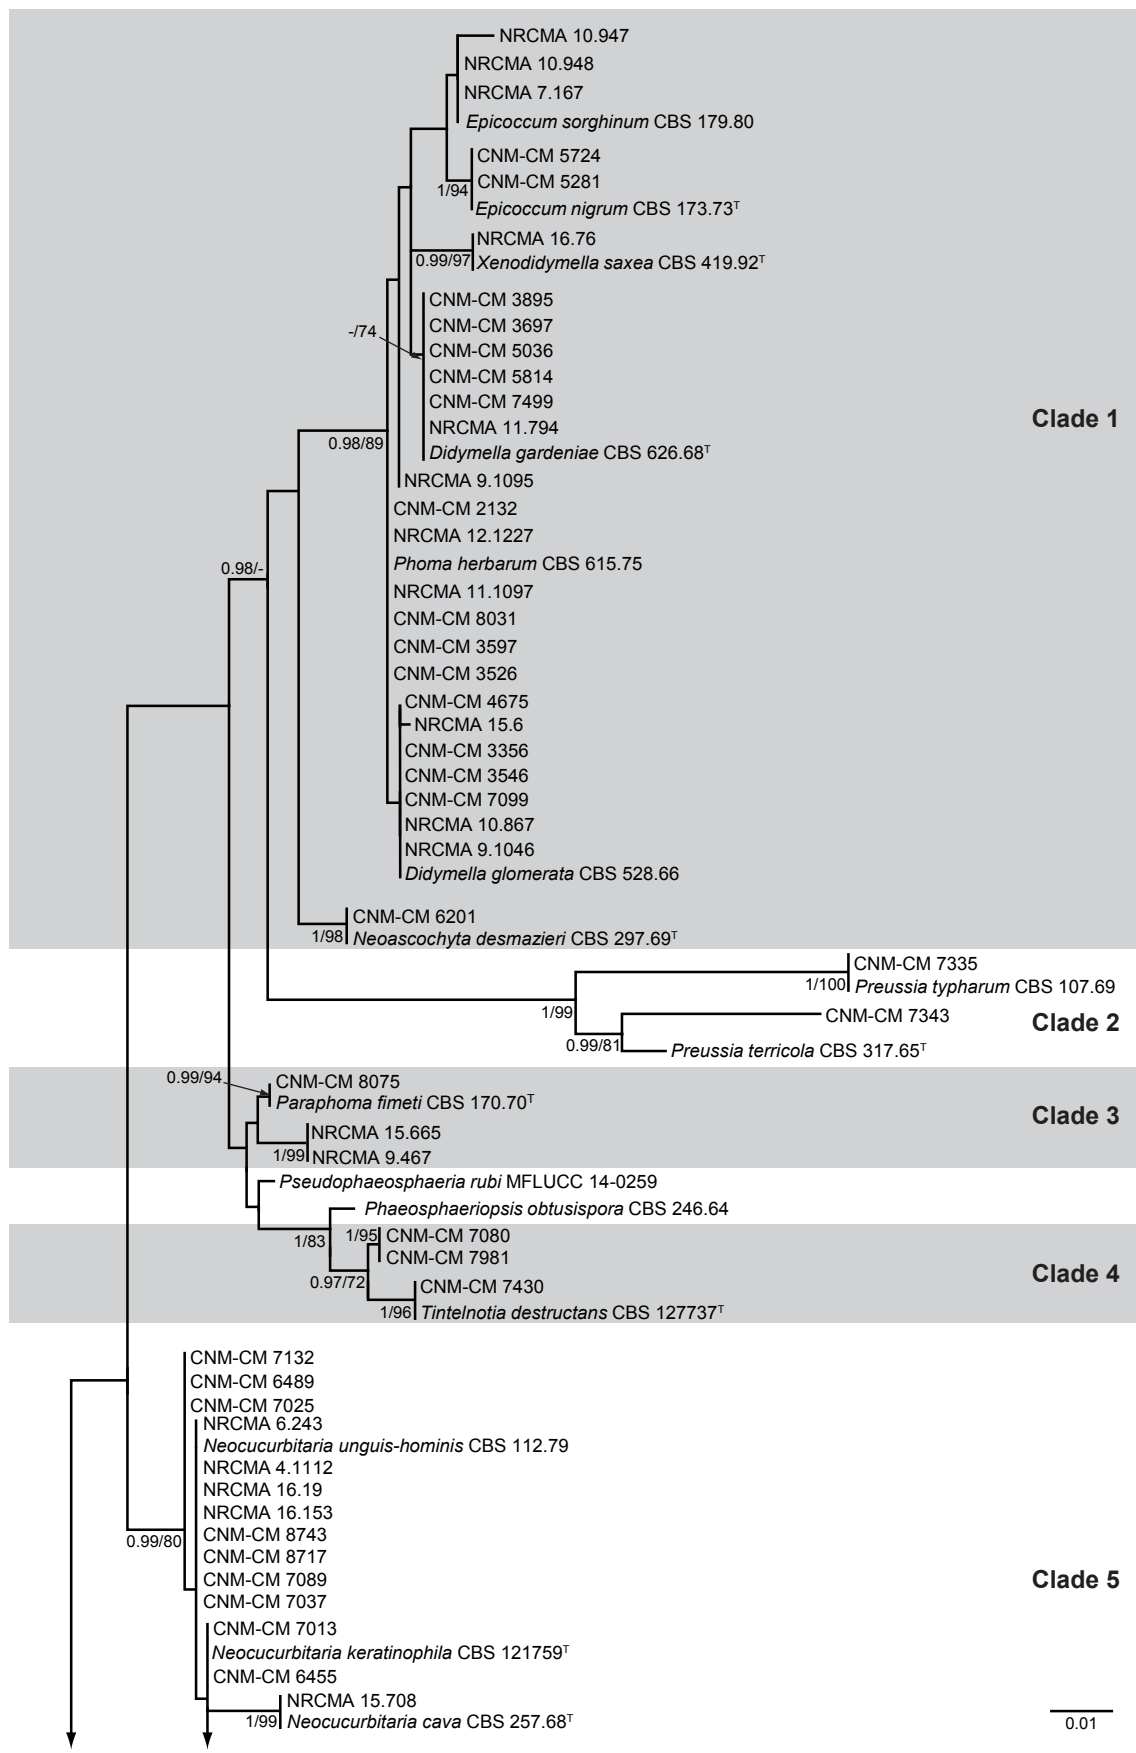 NRCMA 10.947
NRCMA 10.948
NRCMA 7.167
Epicoccum sorghinum CBS 179.80
CNM-CM 5724
CNM-CM 5281
1/94
Epicoccum nigrum CBS 173.73ᵀ
NRCMA 16.76
0.99/97
Xenodidymella saxea CBS 419.92ᵀ
CNM-CM 3895
CNM-CM 3697
-/74
CNM-CM 5036
CNM-CM 5814
CNM-CM 7499
Clade 1
NRCMA 11.794
0.98/89
Didymella gardeniae CBS 626.68ᵀ
NRCMA 9.1095
CNM-CM 2132
NRCMA 12.1227
Phoma herbarum CBS 615.75
0.98/-
NRCMA 11.1097
CNM-CM 8031
CNM-CM 3597
CNM-CM 3526
CNM-CM 4675
NRCMA 15.6
CNM-CM 3356
CNM-CM 3546
CNM-CM 7099
NRCMA 10.867
NRCMA 9.1046
Didymella glomerata CBS 528.66
CNM-CM 6201
1/98
Neoascochyta desmazieri CBS 297.69ᵀ
CNM-CM 7335
1/100
Preussia typharum CBS 107.69
1/99
CNM-CM 7343
Clade 2
0.99/81
Preussia terricola CBS 317.65ᵀ
0.99/94
CNM-CM 8075
Paraphoma fimeti CBS 170.70ᵀ
Clade 3
NRCMA 15.665
1/99
NRCMA 9.467
Pseudophaeosphaeria rubi MFLUCC 14-0259
Phaeosphaeriopsis obtusispora CBS 246.64
1/83
1/95
CNM-CM 7080
CNM-CM 7981
Clade 4
0.97/72
CNM-CM 7430
1/96
Tintelnotia destructans CBS 127737ᵀ
CNM-CM 7132
CNM-CM 6489
CNM-CM 7025
NRCMA 6.243
Neocucurbitaria unguis-hominis CBS 112.79
NRCMA 4.1112
NRCMA 16.19
NRCMA 16.153
0.99/80
CNM-CM 8743
CNM-CM 8717
CNM-CM 7089
Clade 5
CNM-CM 7037
CNM-CM 7013
Neocucurbitaria keratinophila CBS 121759ᵀ
CNM-CM 6455
NRCMA 15.708
1/99
Neocucurbitaria cava CBS 257.68ᵀ
0.01